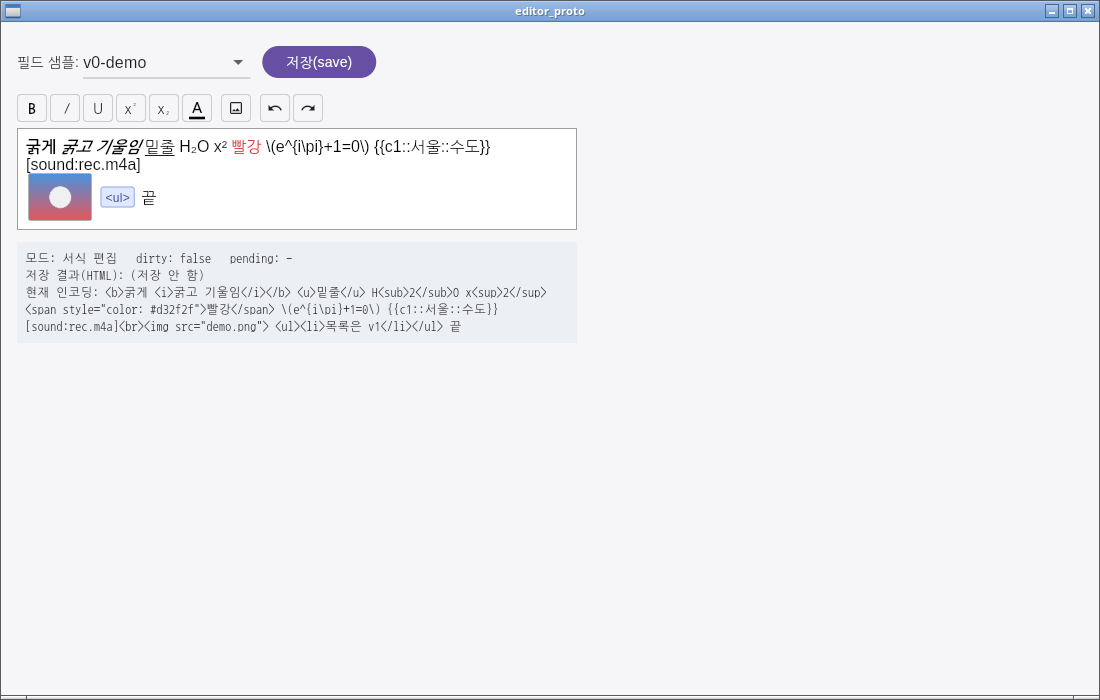 editor_proto
필드 샘플: v0-demo 저장(save)
B / U x² x₂ A
굵게 굵고 기울임 밑줄 H₂O x² 빨강 \(e^{i\pi}+1=0\) {{c1::서울::수도}}
[sound:rec.m4a]
<ul> 끝
모드: 서식 편집 dirty: false pending: −
저장 결과(HTML): (저장 안 함)
현재 인코딩: <b>굵게 <i>굵고 기울임</i></b> <u>밑줄</u> H<sub>2</sub>O x<sup>2</sup>
<span style="color: #d32f2f">빨강</span> \(e^{i\pi}+1=0\) {{c1::서울::수도}}
[sound:rec.m4a]<br><img src="demo.png"> <ul><li>목록은 v1</li></ul> 끝